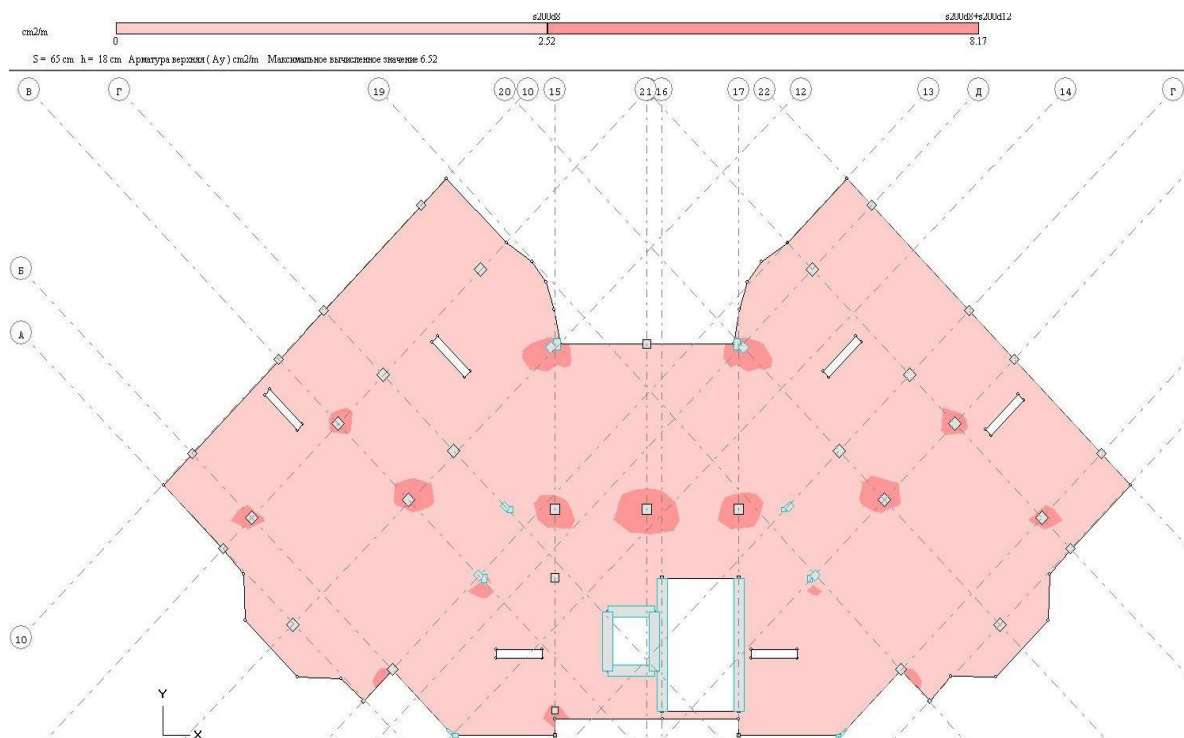 s200d8 s200d8+s200d12
cm2/m
0 2.52 8.17
S = 65 cm h = 18 cm Арматура верхняя ( Ay ) cm2/m Максимальное вычисленное значение 6.52
В Г 19 20 10 15 21 16 17 22 12 13 Д 14 Г
Б
А
10
Y
X